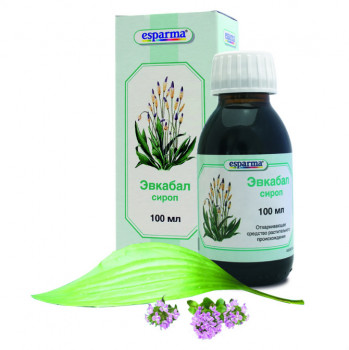 esparma®
Эвкабал
сироп
100 мл
esparma®
Эвкабал
сироп
100 мл
Отхаркивающее
средство растительного
происхождения